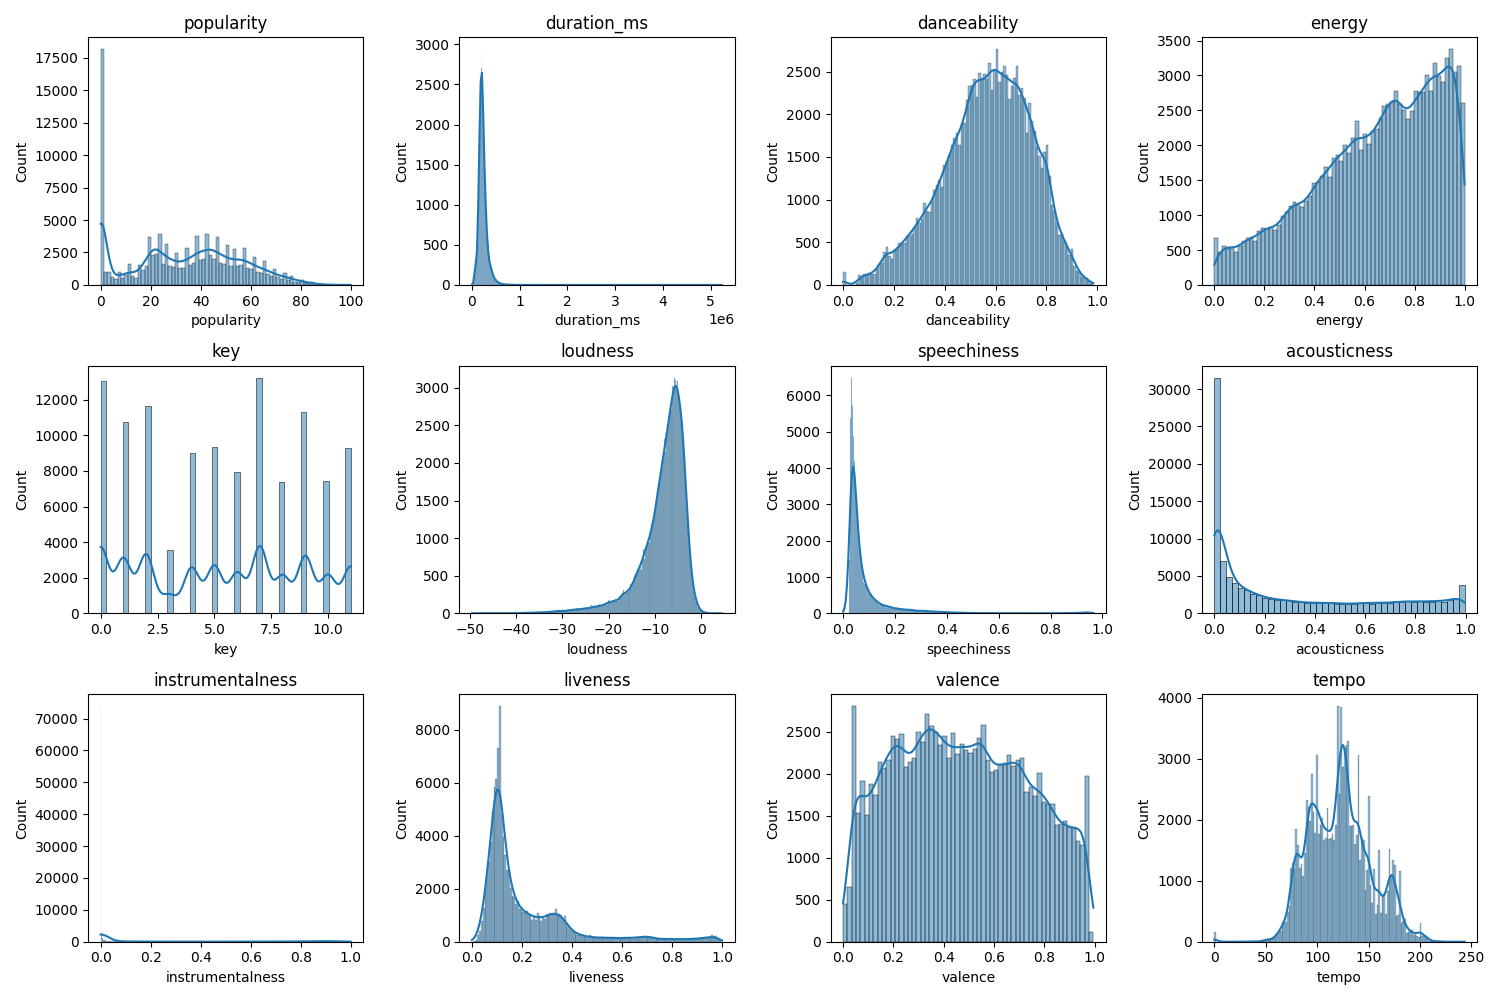 popularity
17500
15000
12500
10000
7500
5000
2500
0
Count
0 20 40 60 80 100
popularity
duration_ms
3000
2500
2000
1500
1000
500
0
Count
0 1 2 3 4 5
1e6
duration_ms
danceability
2500
2000
1500
1000
500
0
Count
0.0 0.2 0.4 0.6 0.8 1.0
danceability
energy
3500
3000
2500
2000
1500
1000
500
0
Count
0.0 0.2 0.4 0.6 0.8 1.0
energy
key
12000
10000
8000
6000
4000
2000
0
Count
0.0 2.5 5.0 7.5 10.0
key
loudness
3000
2500
2000
1500
1000
500
0
Count
−50 −40 −30 −20 −10 0
loudness
speechiness
6000
5000
4000
3000
2000
1000
0
Count
0.0 0.2 0.4 0.6 0.8 1.0
speechiness
acousticness
30000
25000
20000
15000
10000
5000
0
Count
0.0 0.2 0.4 0.6 0.8 1.0
acousticness
instrumentalness
70000
60000
50000
40000
30000
20000
10000
0
Count
0.0 0.2 0.4 0.6 0.8 1.0
instrumentalness
liveness
8000
6000
4000
2000
0
Count
0.0 0.2 0.4 0.6 0.8 1.0
liveness
valence
2500
2000
1500
1000
500
0
Count
0.0 0.2 0.4 0.6 0.8 1.0
valence
tempo
4000
3000
2000
1000
0
Count
0 50 100 150 200 250
tempo